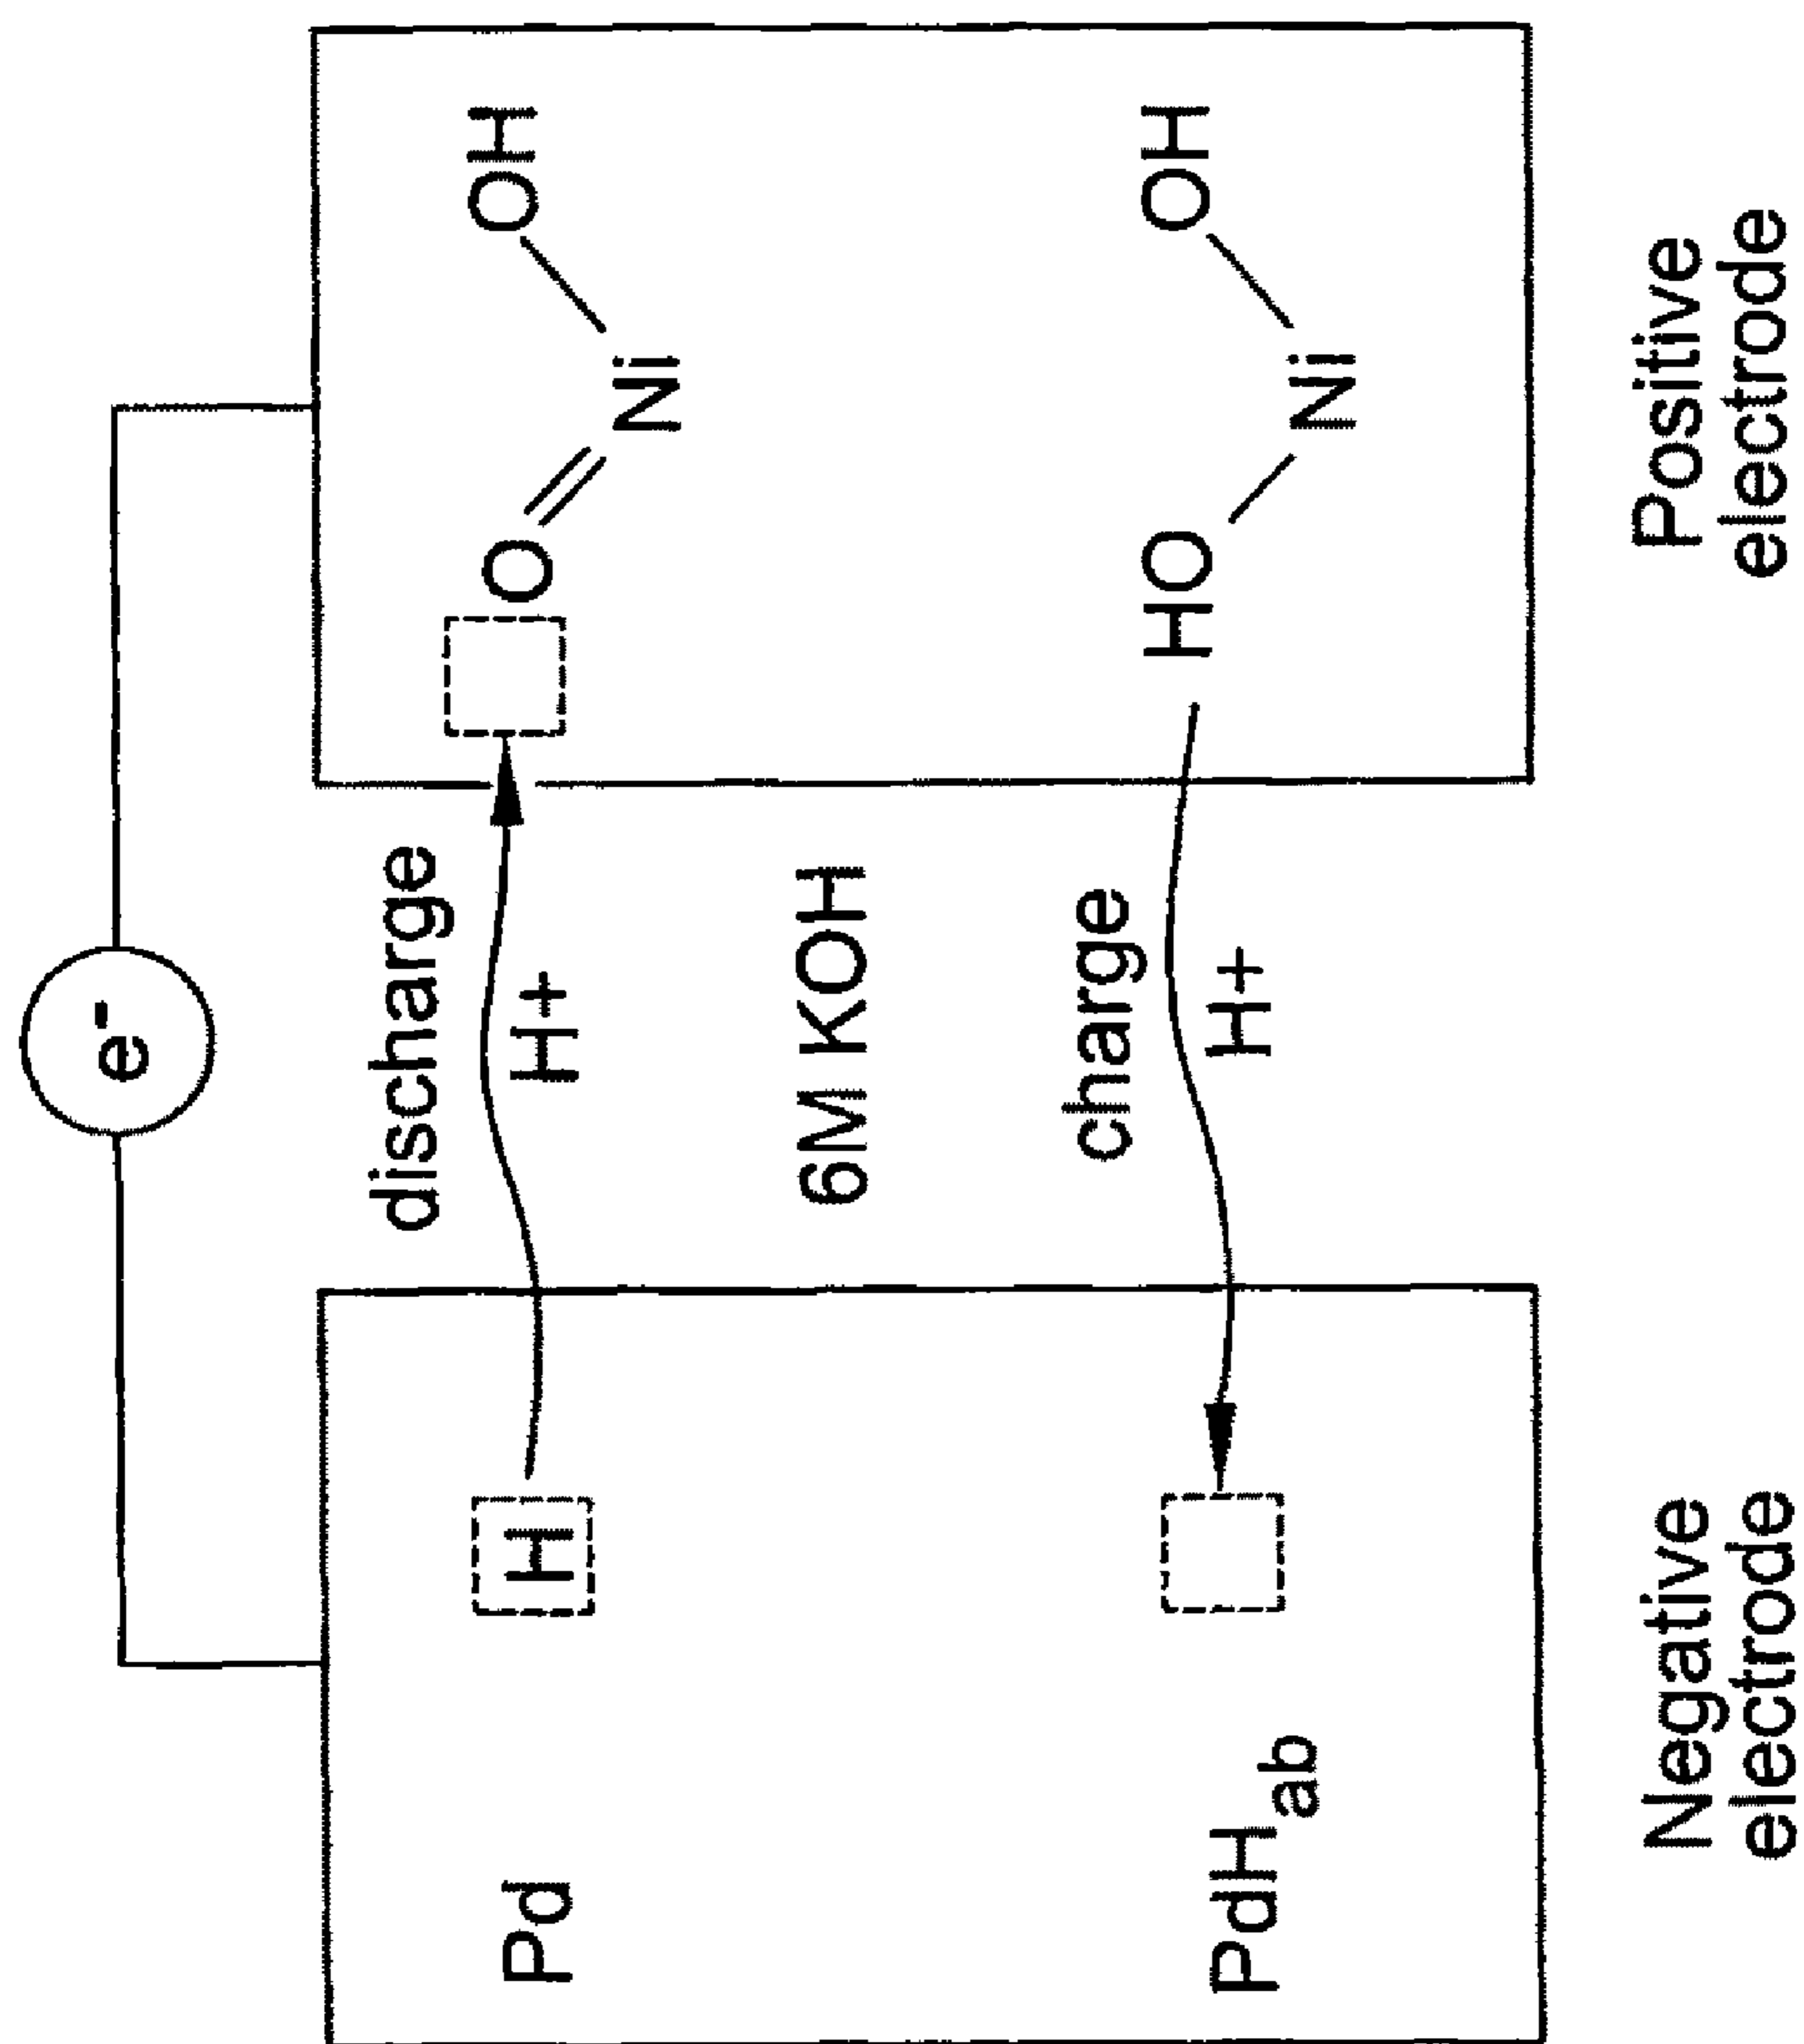 e-
discharge
Pd
H
H+
O
Ni
OH
6M KOH
charge
PdHab
H+
HO
Ni
OH
Negative
electrode
Positive
electrode